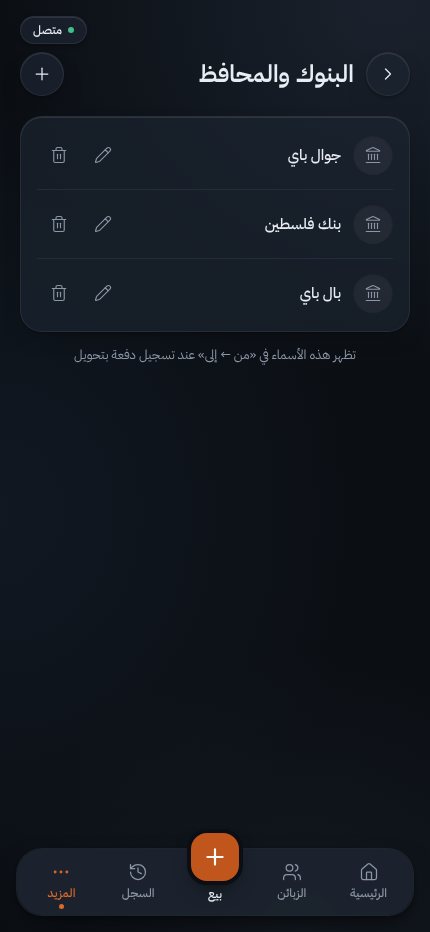 متصل
البنوك والمحافظ
جوال باي
بنك فلسطين
بال باي
تظهر هذه الأسماء في «من ← إلى» عند تسجيل دفعة بتحويل
الرئيسية
الزبائن
بيع
السجل
المزيد